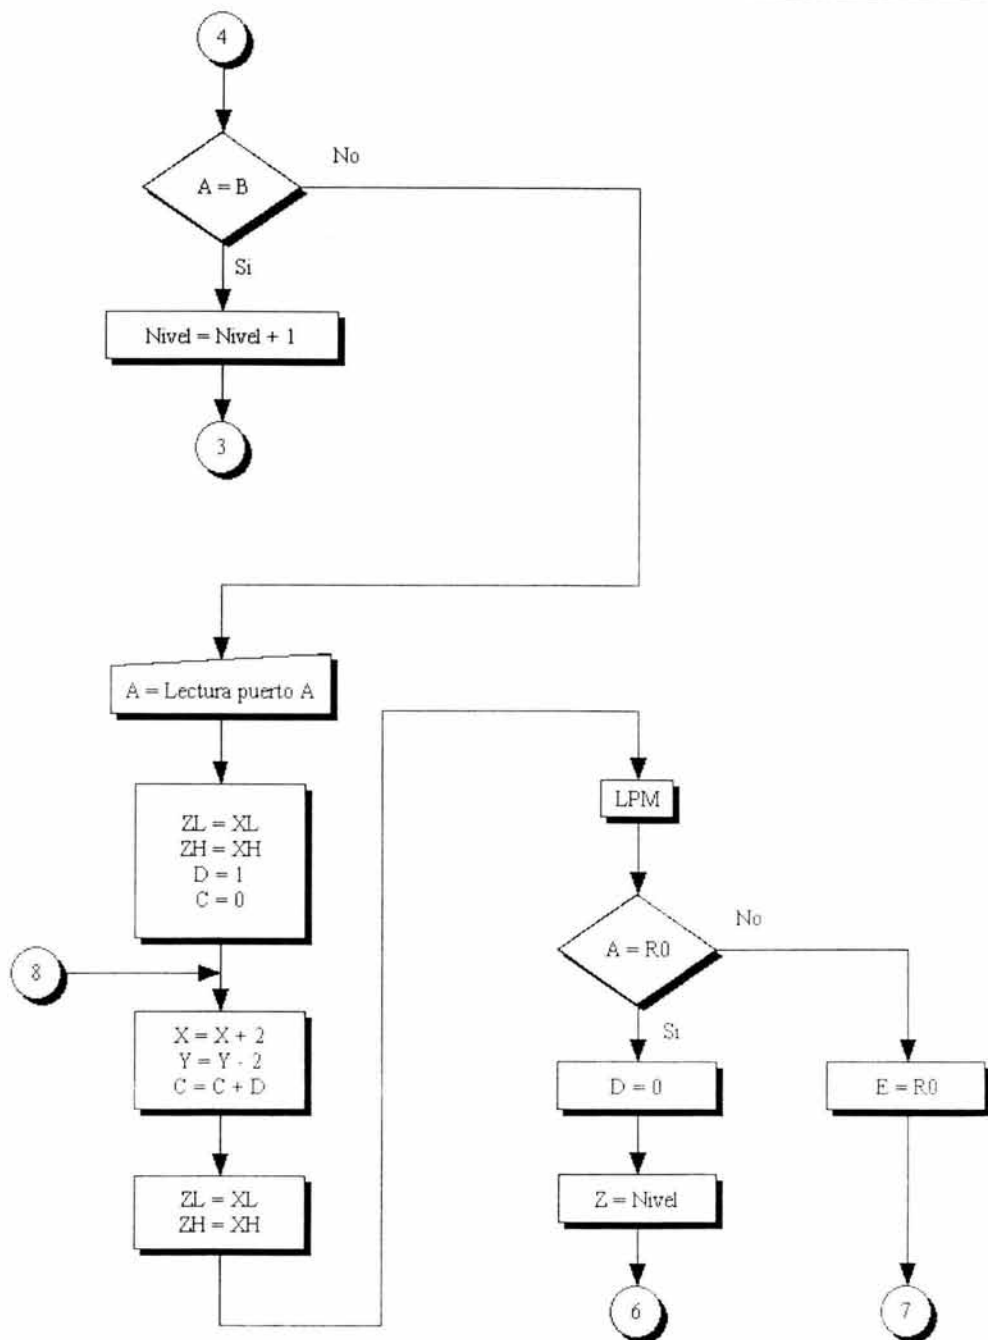 4
A = B
No
Si
Nivel = Nivel + 1
3
A = Lectura puerto A
ZL = XL
ZH = XH
D = 1
C = 0
8
X = X + 2
Y = Y - 2
C = C + D
ZL = XL
ZH = XH
LPM
A = R0
No
Si
D = 0
E = R0
Z = Nivel
6
7